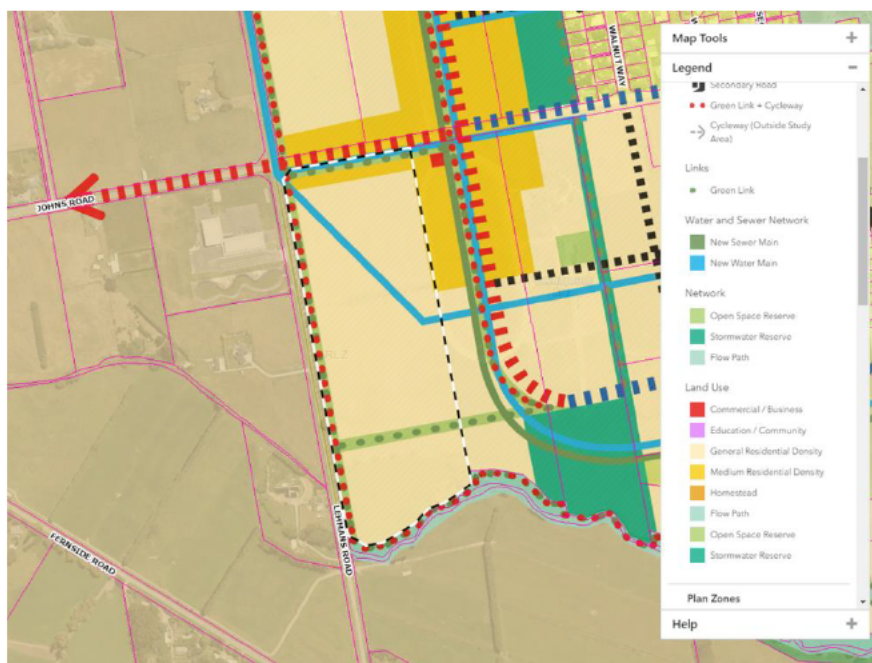 WALNUT WAY
JOHNS ROAD
LEHMANS ROAD
FERNSIDE ROAD
Map Tools
Legend
Secondary Road
Green Link + Cycleway
Cycleway (Outside Study
Area)
Links
Green Link
Water and Sewer Network
New Sewer Main
New Water Main
Network
Open Space Reserve
Stormwater Reserve
Flow Path
Land Use
Commercial / Business
Education / Community
General Residential Density
Medium Residential Density
Homestead
Flow Path
Open Space Reserve
Stormwater Reserve
Plan Zones
Help